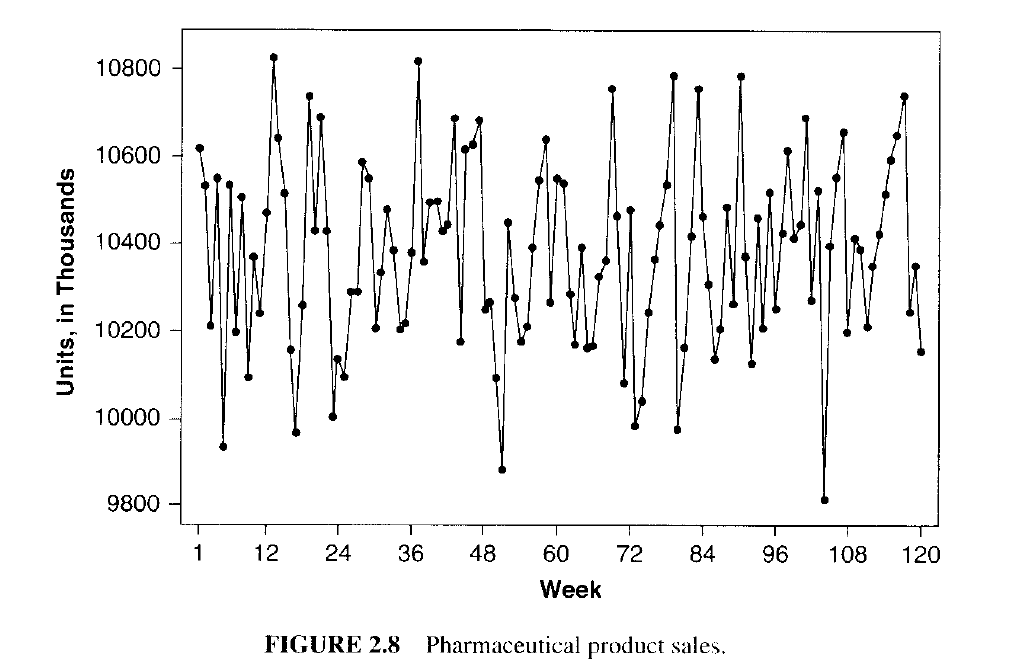 10800
10600
10400
10200
10000
9800
Units, in Thousands
1 12 24 36 48 60 72 84 96 108 120
Week
FIGURE 2.8 Pharmaceutical product sales.